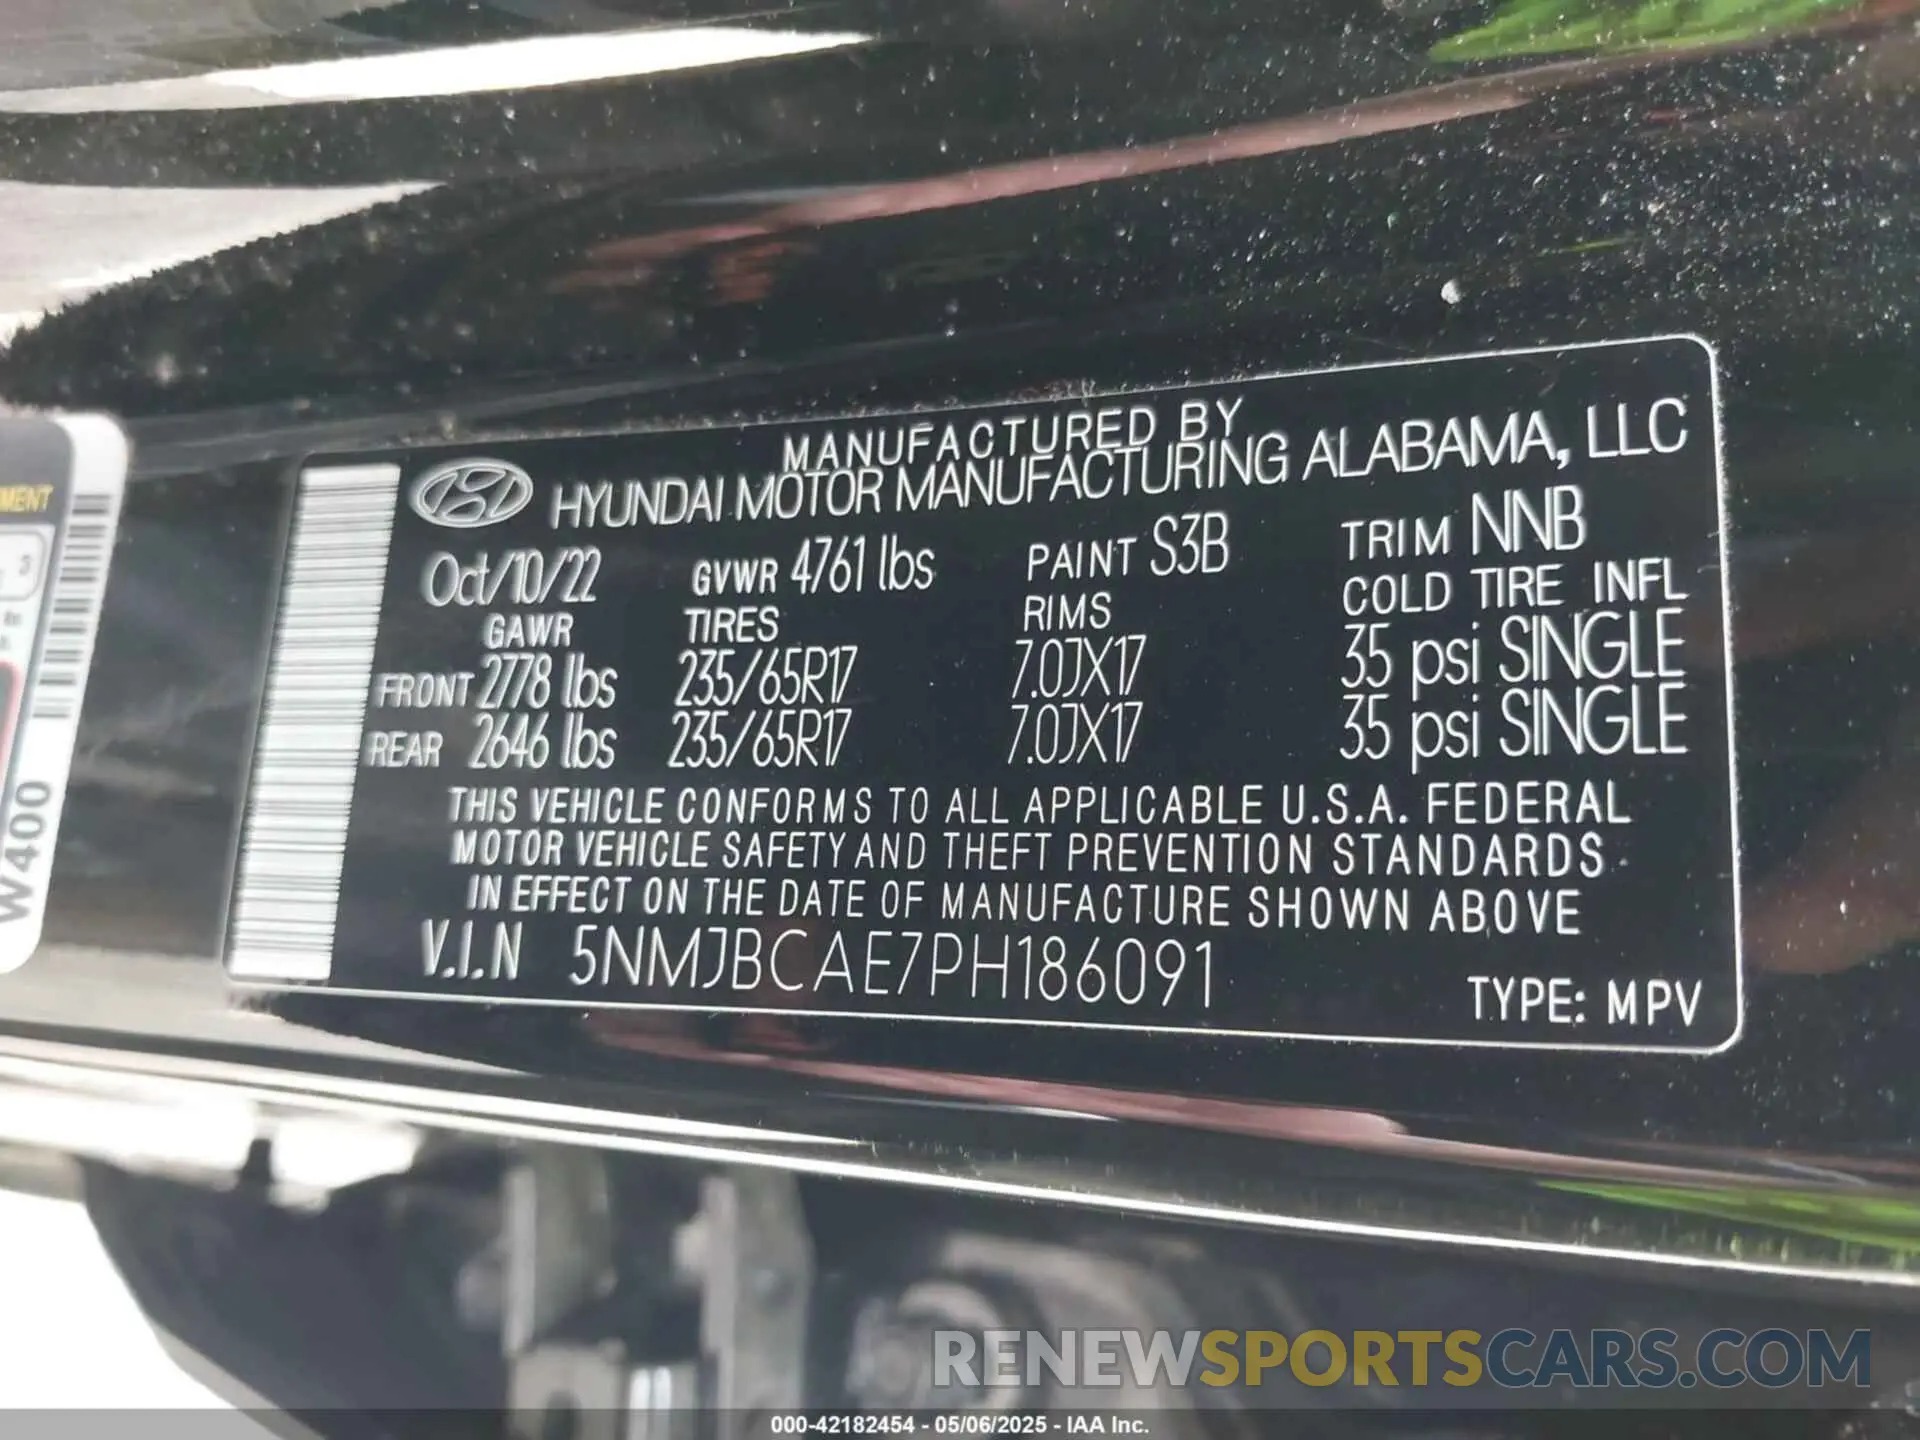 MANUFACTURED BY
HYUNDAI MOTOR MANUFACTURING ALABAMA, LLC
Oct/10/22 GVWR 4761 lbs PAINT S3B TRIM NNB
GAWR TIRES RIMS COLD TIRE INFL
FRONT 2778 lbs 235/65R17 7.0JX17 35 psi SINGLE
REAR 2646 lbs 235/65R17 7.0JX17 35 psi SINGLE
THIS VEHICLE CONFORMS TO ALL APPLICABLE U.S.A. FEDERAL
MOTOR VEHICLE SAFETY AND THEFT PREVENTION STANDARDS
IN EFFECT ON THE DATE OF MANUFACTURE SHOWN ABOVE
V.I.N 5NMJBCAE7PH186091
TYPE: MPV
MENT
3
W400
RENEWSPORTSCARS.COM
000-42182454 - 05/06/2025 - IAA Inc.